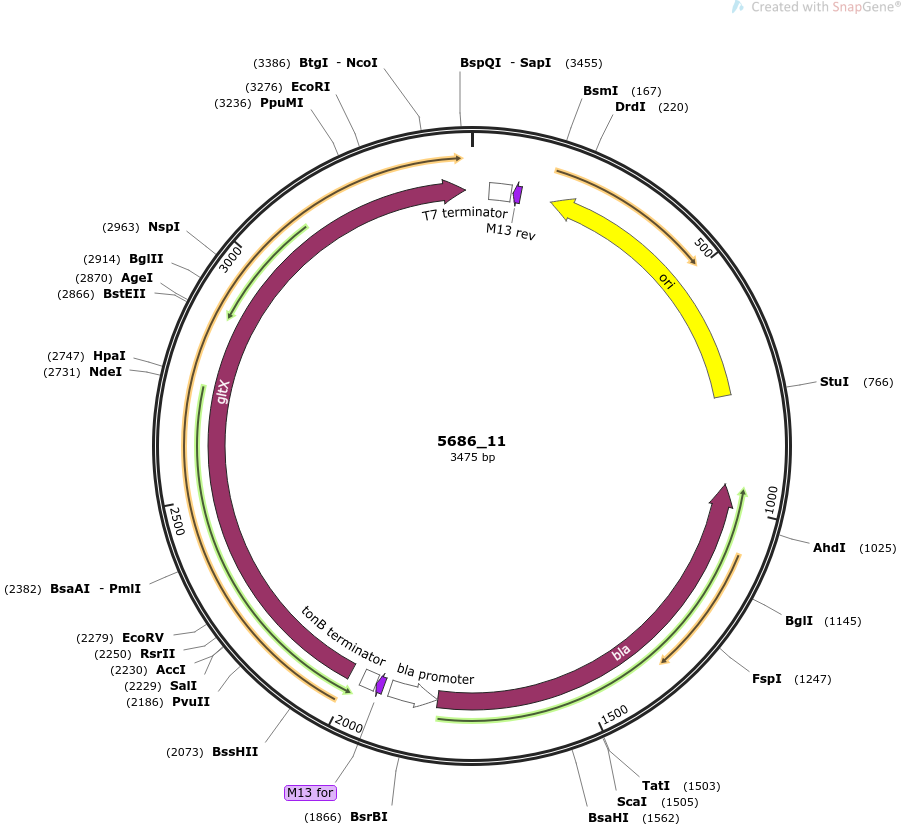 Created with SnapGene®
(3386) BtgI - NcoI
BspQI - SapI (3455)
(3276) EcoRI
BsmI (167)
(3236) PpuMI
DrdI (220)
T7 terminator
M13 rev
(2963) NspI
3000
500
(2914) BglII
(2870) AgeI
ori
(2866) BstEII
(2747) HpaI
(2731) NdeI
StuI (766)
gltX
5686_11
3475 bp
1000
2500
AhdI (1025)
(2382) BsaAI - PmlI
BglI (1145)
(2279) EcoRV
tonB terminator
bla
(2250) RsrII
(2230) AccI
bla promoter
FspI (1247)
(2229) SalI
(2186) PvuII
2000
1500
(2073) BssHII
TatI (1503)
M13 for
ScaI (1505)
(1866) BsrBI
BsaHI (1562)